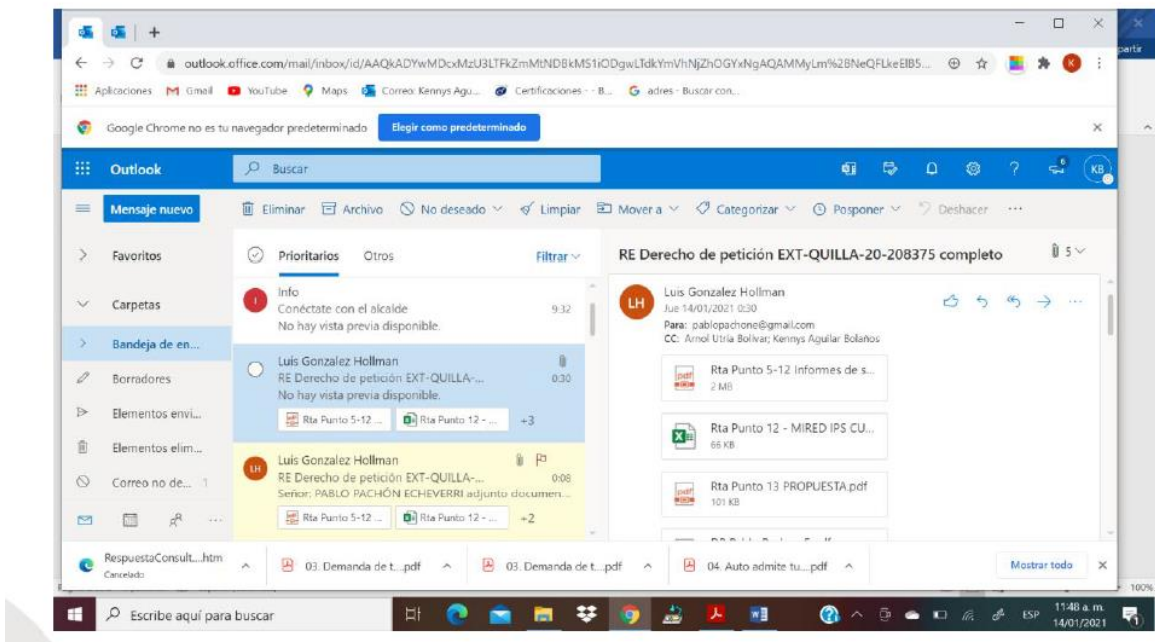 partir
outlook.office.com/mail/inbox/id/AAQkADYwMDcxMzU3LTFkZmMtNDBkMS1iODgwLTdkYmVhNjZhOGYxNgAQAMMyLm%2BNeQFLkeElB5...
K
Aplicaciones Gmail YouTube Maps Correo: Kennys Agu... Certificaciones - - B... adres - Buscar con...
Google Chrome no es tu navegador predeterminado Elegir como predeterminado
Outlook Buscar 6 KB
Mensaje nuevo Eliminar Archivo No deseado Limpiar Mover a Categorizar Posponer Deshacer ...
Favoritos
Carpetas
Bandeja de en...
Borradores
Elementos envi...
Elementos elim...
Correo no de... 1
Prioritarios Otros Filtrar
I Info
Conéctate con el alcalde 9:32
No hay vista previa disponible.
Luis Gonzalez Hollman
RE Derecho de petición EXT-QUILLA-... 0:30
No hay vista previa disponible.
Rta Punto 5-12 ... Rta Punto 12 - ... +3
LH Luis Gonzalez Hollman
RE Derecho de petición EXT-QUILLA-... 0:08
Señor: PABLO PACHÓN ECHEVERRI adjunto documen...
Rta Punto 5-12 ... Rta Punto 12 - ... +2
RE Derecho de petición EXT-QUILLA-20-208375 completo 5
LH Luis Gonzalez Hollman
Jue 14/01/2021 0:30
Para: pablopachone@gmail.com
CC: Arnol Utria Bolivar; Kennys Aguilar Bolaños
Rta Punto 5-12 Informes de s...
2 MB
Rta Punto 12 - MIRED IPS CU...
66 KB
Rta Punto 13 PROPUESTA.pdf
101 KB
RespuestaConsult....htm 03. Demanda de t....pdf 03. Demanda de t....pdf 04. Auto admite tu....pdf Mostrar todo
Cancelado
100%
Escribe aquí para buscar ESP 11:48 a. m.
14/01/2021